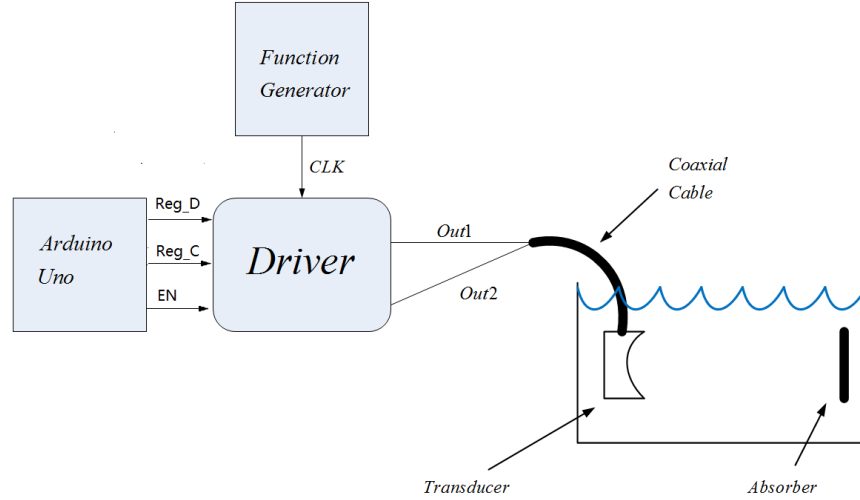 Function
Generator
CLK
Coaxial
Cable
Reg_D
Arduino
Uno
Reg_C
EN
Driver
Out1
Out2
Transducer
Absorber